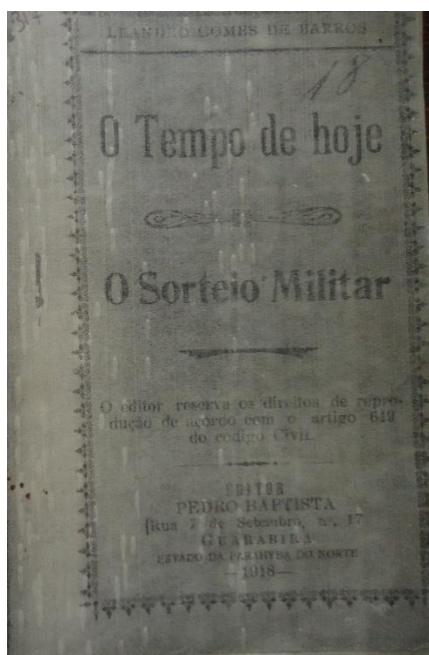 LEANDRO GOMES DE BARROS
18
O Tempo de hoje
O Sorteio Militar
O editor reserva os direitos de repro-
dução de acórdo com o artigo 649
do codigo Civil.
EDITOR
PEDRO BAPTISTA
[Rua 7 de Setembro, n°. 17
GUARABIRA
ESTADO DA PARAHYBA DO NORTE
—1918—